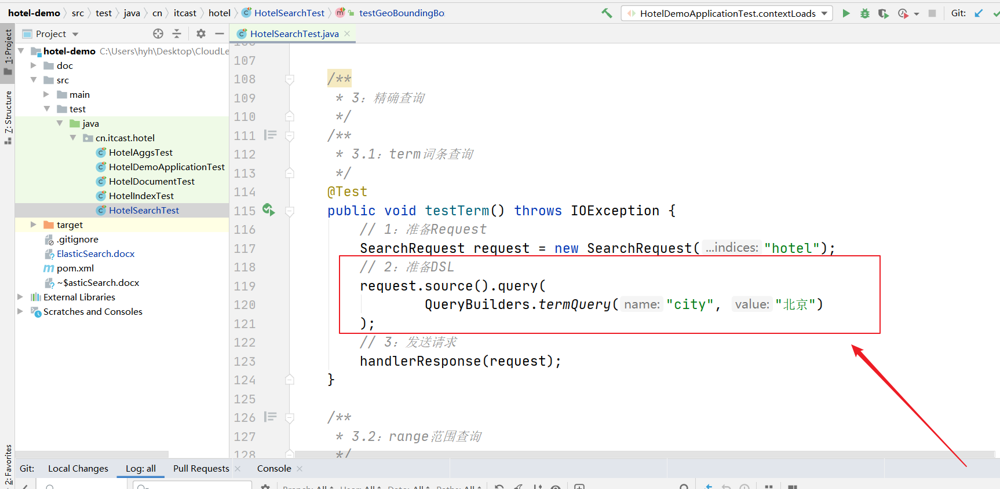 hotel-demo src test java cn itcast hotel HotelSearchTest testGeoBoundingBo HotelDemoApplicationTest.contextLoads Git:
1: Project
Z: Structure
2: Favorites
Project
hotel-demo C:\Users\hyh\Desktop\CloudLe
doc
src
main
test
java
cn.itcast.hotel
HotelAggsTest
HotelDemoApplicationTest
HotelDocumentTest
HotelIndexTest
HotelSearchTest
target
.gitignore
ElasticSearch.docx
pom.xml
~$asticSearch.docx
External Libraries
Scratches and Consoles
HotelSearchTest.java
107
108 /**
109 * 3：精确查询
110 */
111 /**
112 * 3.1：term词条查询
113 */
114 @Test
115 public void testTerm() throws IOException {
116 // 1：准备Request
117 SearchRequest request = new SearchRequest( ...indices: "hotel");
118 // 2：准备DSL
119 request.source().query(
120 QueryBuilders.termQuery( name: "city", value: "北京")
121 );
122 // 3：发送请求
123 handlerResponse(request);
124 }
125
126 /**
127 * 3.2：range范围查询
128 */
Git: Local Changes Log: all Pull Requests Console